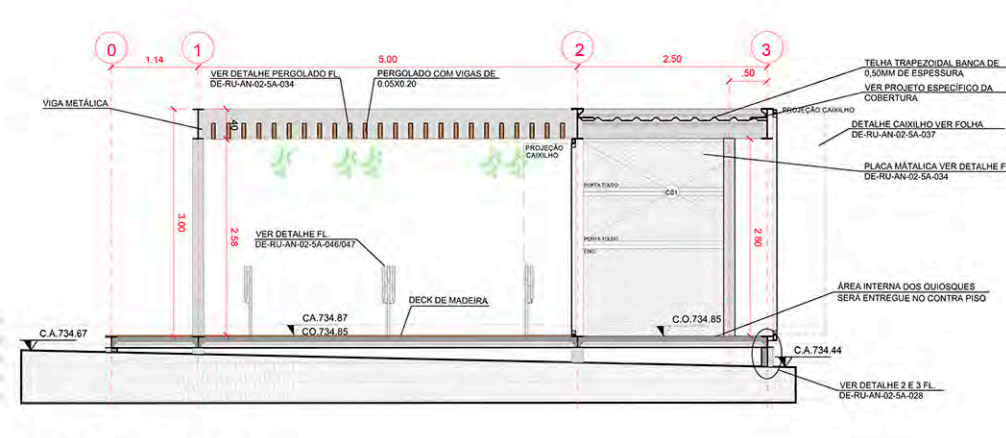 0
1
2
3
1.14
5.00
2.50
.50
VER DETALHE PERGOLADO FL.
DE-RU-AN-02-5A-034
PERGOLADO COM VIGAS DE
0.05X0.20
TELHA TRAPEZOIDAL BANCA DE
0,50MM DE ESPESSURA
VER PROJETO ESPECÍFICO DA
COBERTURA
VIGA METÁLICA
PROJEÇÃO CAIXILHO
.40
DETALHE CAIXILHO VER FOLHA
DE-RU-AN-02-5A-037
PROJEÇÃO
CAIXILHO
PLACA MÁTALICA VER DETALHE F
DE-RU-AN-02-5A-034
PORTA TOLDO
C01
3.00
2.58
2.60
VER DETALHE FL.
DE-RU-AN-02-5A-046/047
PORTA TOLDO
EIXO
DECK DE MADEIRA
ÁREA INTERNA DOS QUIOSQUES
SERÁ ENTREGUE NO CONTRA PISO
CA.734.87
CO.734.85
C.O.734.85
C.A.734.67
C.A.734.44
VER DETALHE 2 E 3 FL.
DE-RU-AN-02-5A-028